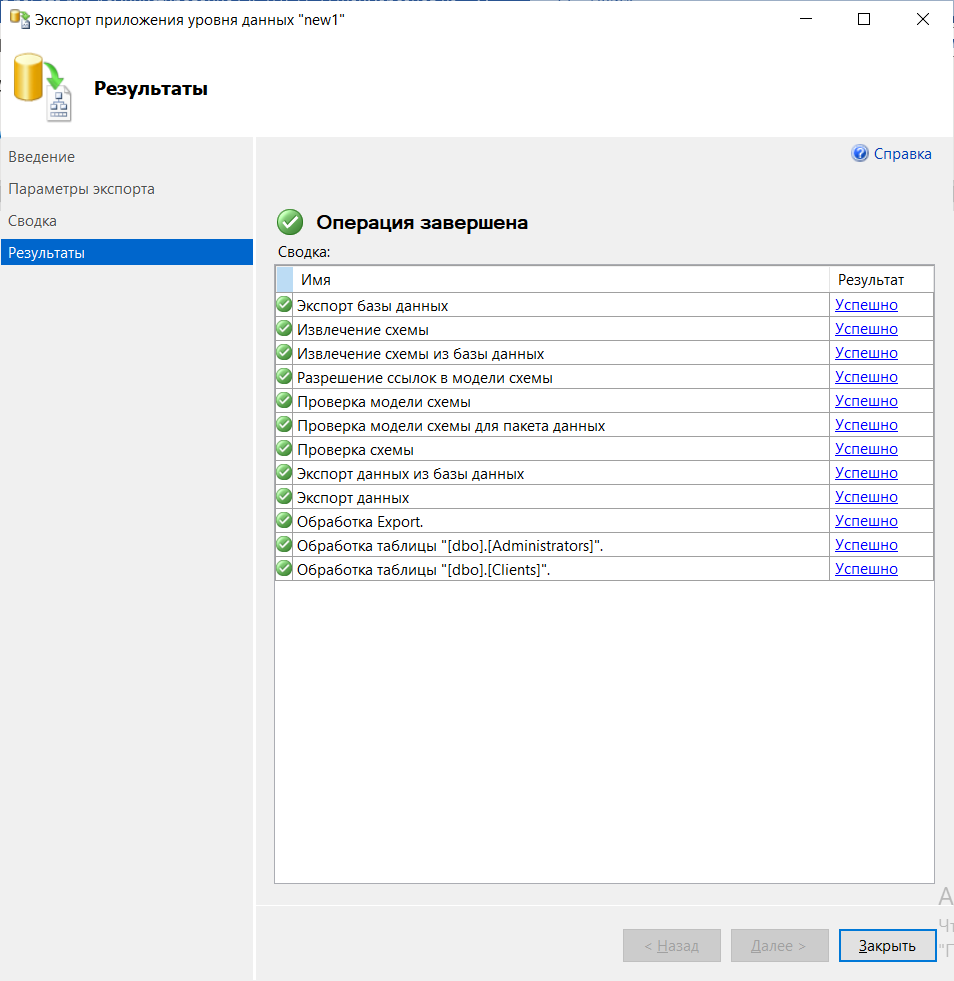 Экспорт приложения уровня данных "new1"
Результаты
Введение
Параметры экспорта
Сводка
Результаты
Справка
Операция завершена
Сводка:
Имя Результат
Экспорт базы данных Успешно
Извлечение схемы Успешно
Извлечение схемы из базы данных Успешно
Разрешение ссылок в модели схемы Успешно
Проверка модели схемы Успешно
Проверка модели схемы для пакета данных Успешно
Проверка схемы Успешно
Экспорт данных из базы данных Успешно
Экспорт данных Успешно
Обработка Export. Успешно
Обработка таблицы "[dbo].[Administrators]". Успешно
Обработка таблицы "[dbo].[Clients]". Успешно
< Назад Далее > Закрыть